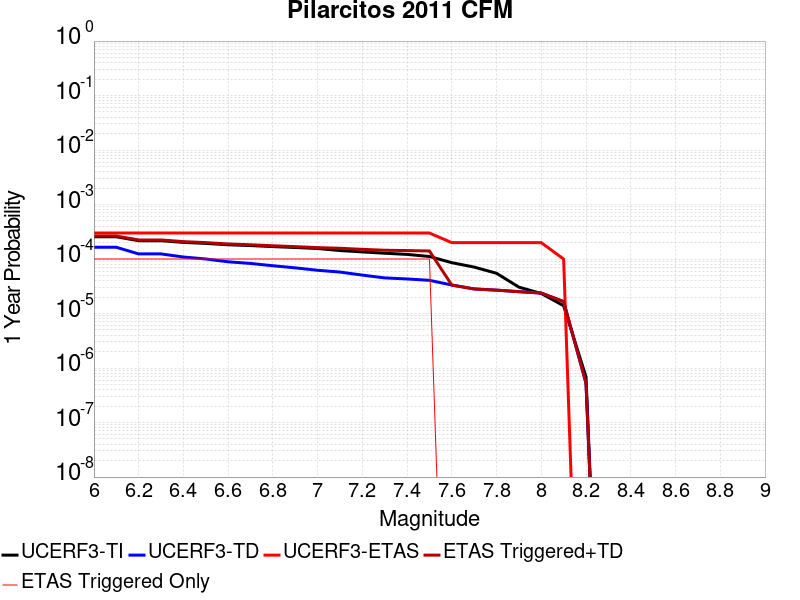 Pilarcitos 2011 CFM
10^0
10^-1
10^-2
10^-3
10^-4
10^-5
10^-6
10^-7
10^-8
1 Year Probability
6 6.2 6.4 6.6 6.8 7 7.2 7.4 7.6 7.8 8 8.2 8.4 8.6 8.8 9
Magnitude
UCERF3-TI UCERF3-TD UCERF3-ETAS ETAS Triggered+TD
ETAS Triggered Only